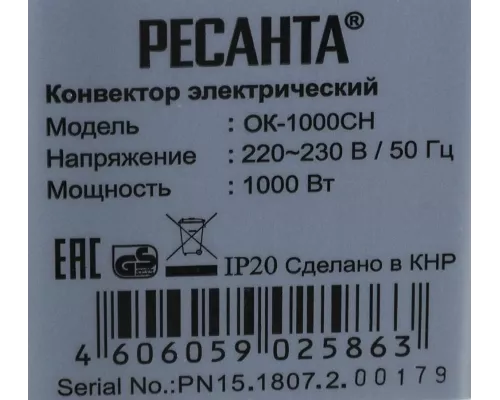 РЕСАНТА®
Конвектор электрический
Модель : ОК-1000СН
Напряжение : 220~230 В / 50 Гц
Мощность : 1000 Вт
ЕАС GS IP20 Сделано в КНР
4 606059 025863
Serial No.:PN15.1807.2.00179